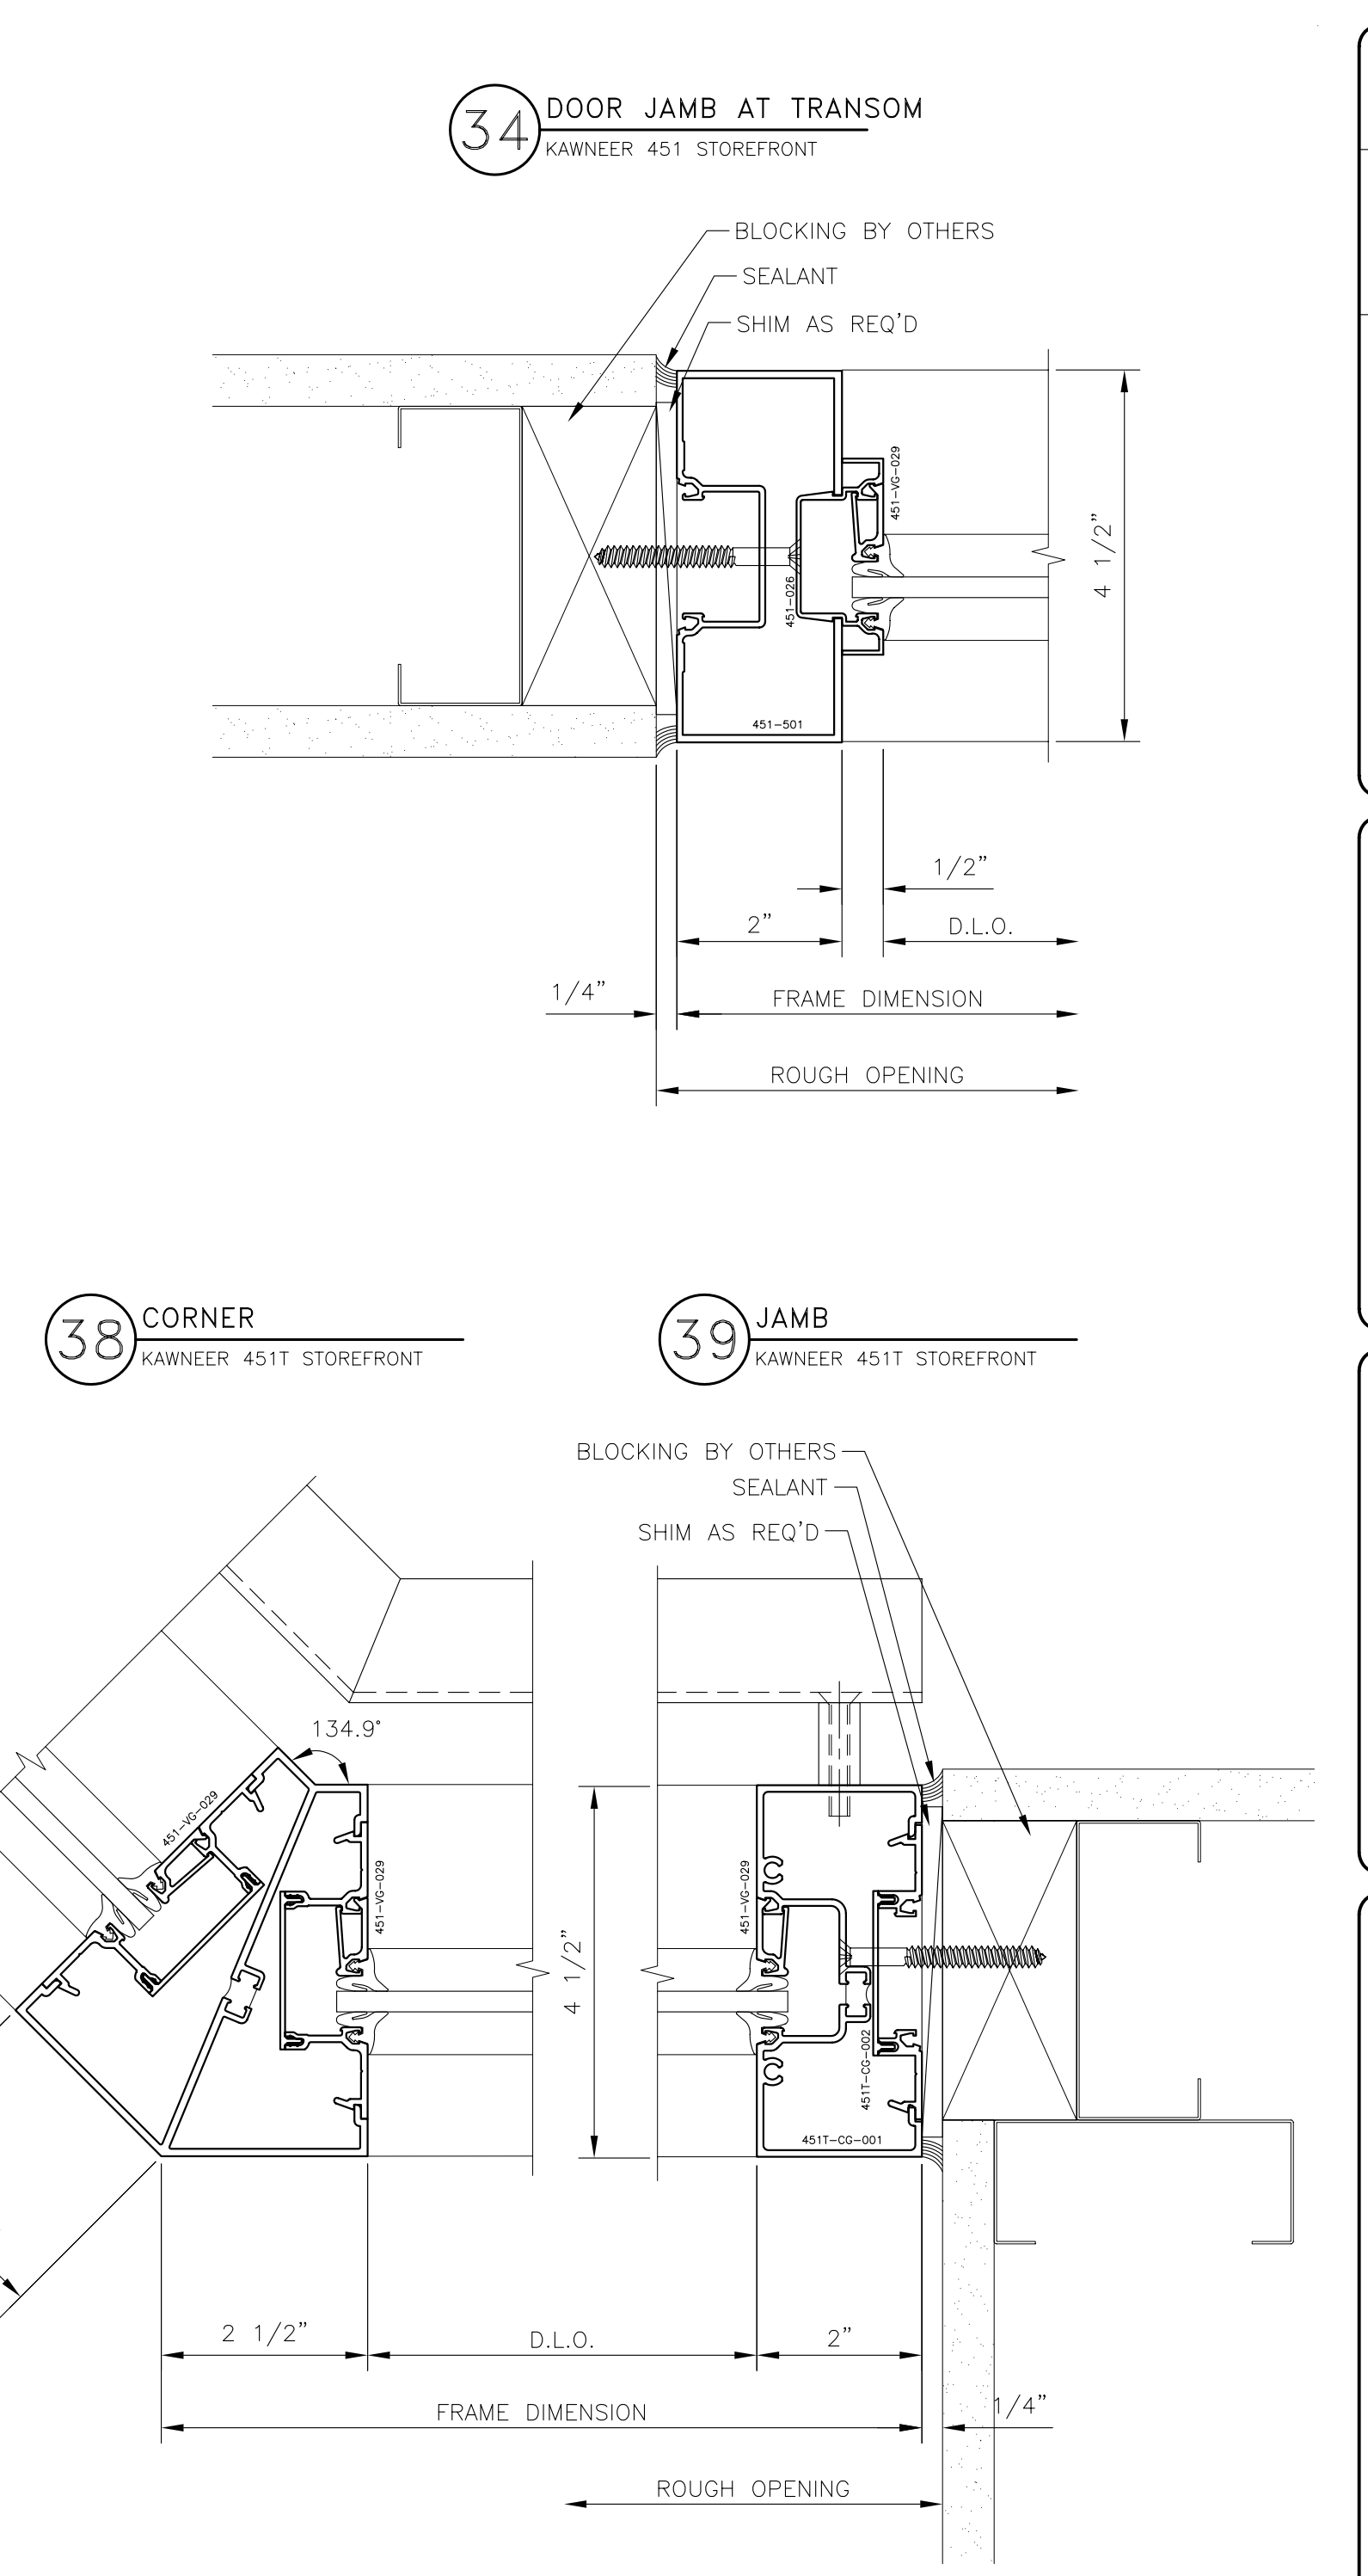 34 DOOR JAMB AT TRANSOM
KAWNEER 451 STOREFRONT
BLOCKING BY OTHERS
SEALANT
SHIM AS REQ'D
451-VG-029
4 1/2"
451-026
451-501
1/2"
2"
D.L.O.
1/4"
FRAME DIMENSION
ROUGH OPENING
38 CORNER
KAWNEER 451T STOREFRONT
39 JAMB
KAWNEER 451T STOREFRONT
BLOCKING BY OTHERS
SEALANT
SHIM AS REQ'D
134.9°
451-VG-029
451-VG-029
451-VG-029
4 1/2"
451T-CG-002
451T-CG-001
2 1/2"
D.L.O.
2"
FRAME DIMENSION
1/4"
ROUGH OPENING